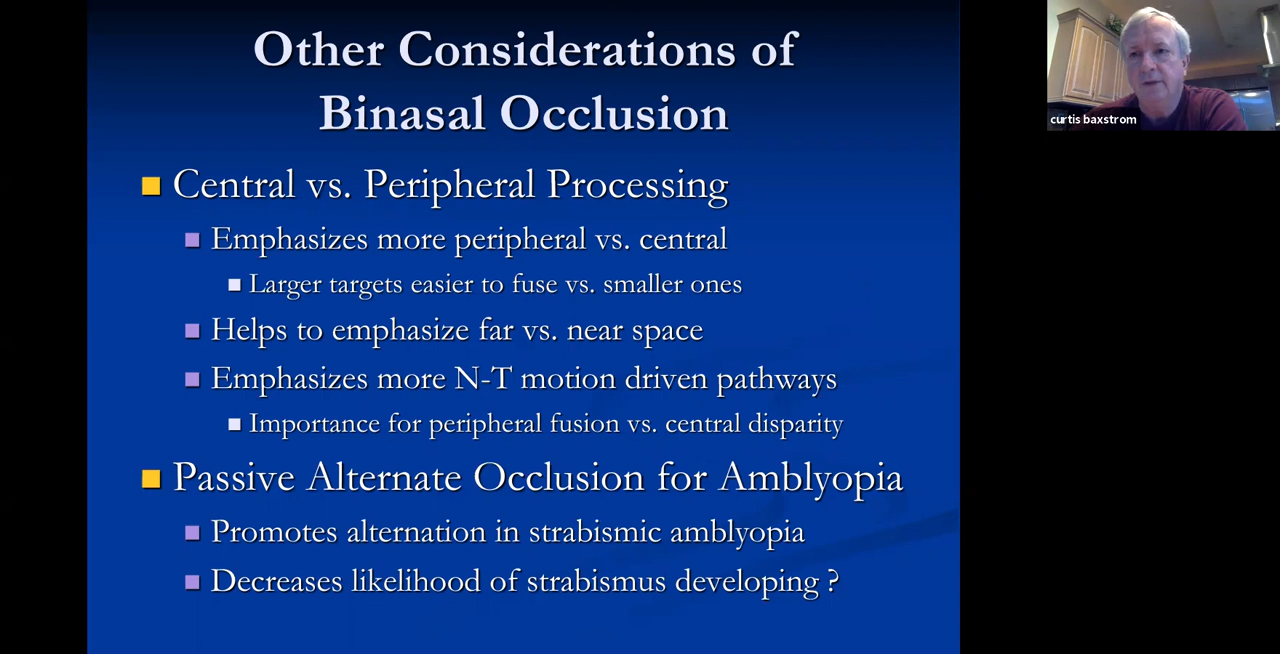 Other Considerations of
Binasal Occlusion
Central vs. Peripheral Processing
Emphasizes more peripheral vs. central
Larger targets easier to fuse vs. smaller ones
Helps to emphasize far vs. near space
Emphasizes more N-T motion driven pathways
Importance for peripheral fusion vs. central disparity
Passive Alternate Occlusion for Amblyopia
Promotes alternation in strabismic amblyopia
Decreases likelihood of strabismus developing ?
curtis baxstrom